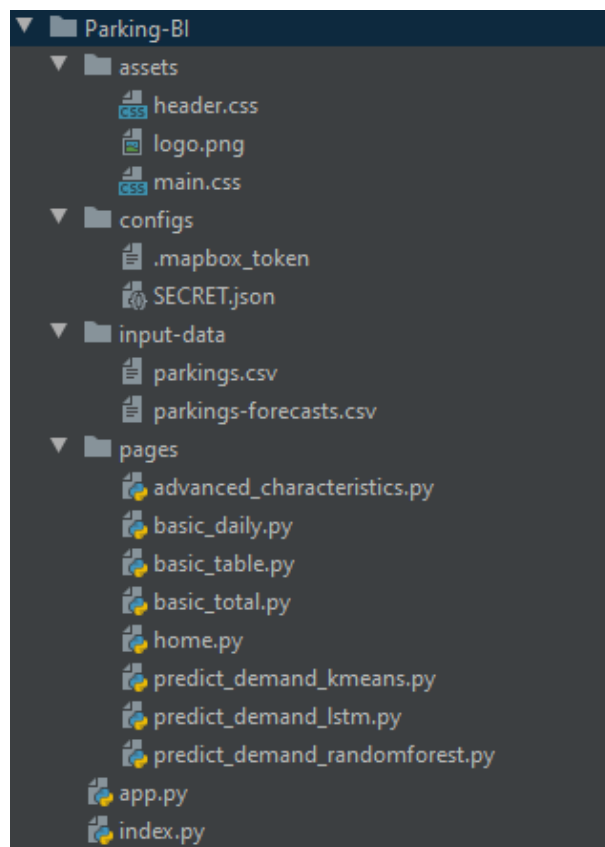 Parking-BI
assets
CSS header.css
logo.png
CSS main.css
configs
.mapbox_token
SECRET.json
input-data
parkings.csv
parkings-forecasts.csv
pages
advanced_characteristics.py
basic_daily.py
basic_table.py
basic_total.py
home.py
predict_demand_kmeans.py
predict_demand_lstm.py
predict_demand_randomforest.py
app.py
index.py